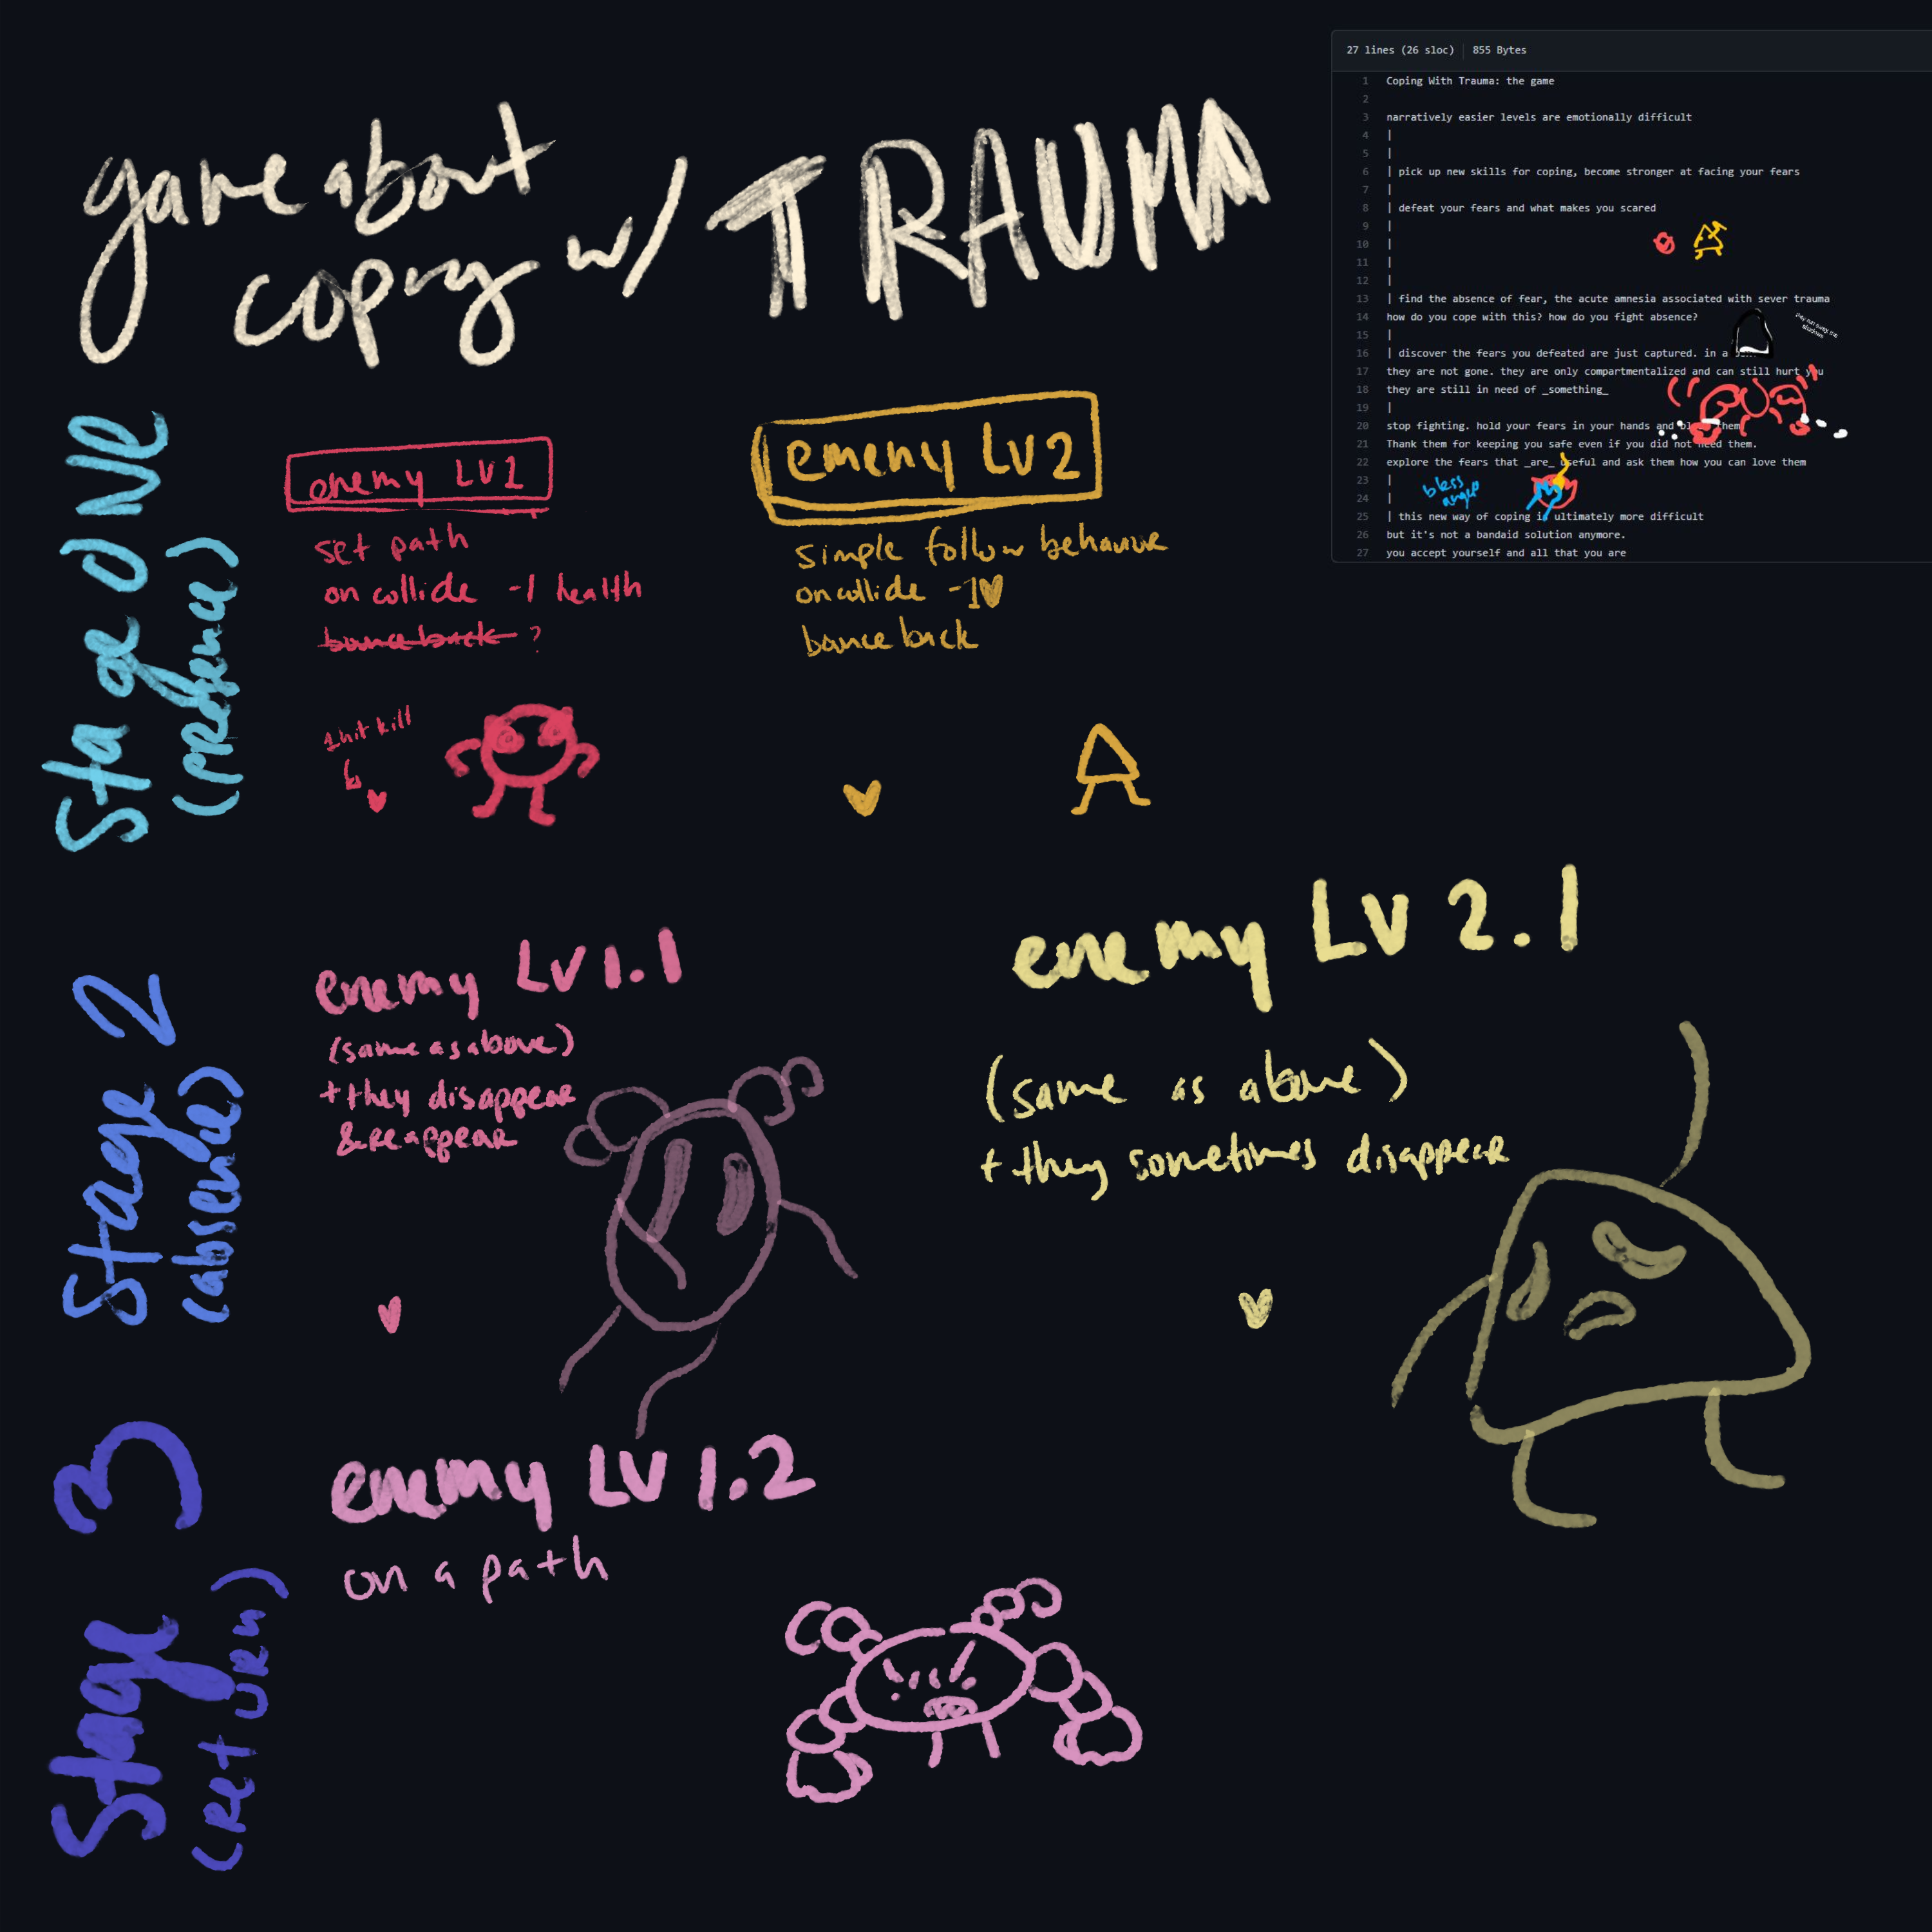 game about
coping w/ TRAUMA
27 lines (26 sloc) | 855 Bytes
1 Coping With Trauma: the game
2
3 narratively easier levels are emotionally difficult
4 |
5 |
6 | pick up new skills for coping, become stronger at facing your fears
7 |
8 | defeat your fears and what makes you scared
9 |
10 |
11 |
12 |
13 | find the absence of fear, the acute amnesia associated with sever trauma
14 how do you cope with this? how do you fight absence?
15 |
16 | discover the fears you defeated are just captured. in a
17 they are not gone. they are only compartmentalized and can still hurt you
18 they are still in need of _something_
19 |
20 stop fighting. hold your fears in your hands and them
21 Thank them for keeping you safe even if you did not need them.
22 explore the fears that _are_ useful and ask them how you can love them
23 |
24 |
bless
anger
25 | this new way of coping is ultimately more difficult
26 but it's not a bandaid solution anymore.
27 you accept yourself and all that you are
Stage ONE
(presence)
enemy LV1
set path
on collide -1 health
bounce back ?
1 hit kill
emeny LV2
simple follow behaviour
on collide -1♥
bounce back
Stage 2
(absence)
enemy LV 1.1
(same as above)
+ they disappear
& reappear
enemy LV 2.1
(same as above)
+ they sometimes disappear
Stage 3
(return)
enemy LV 1.2
on a path